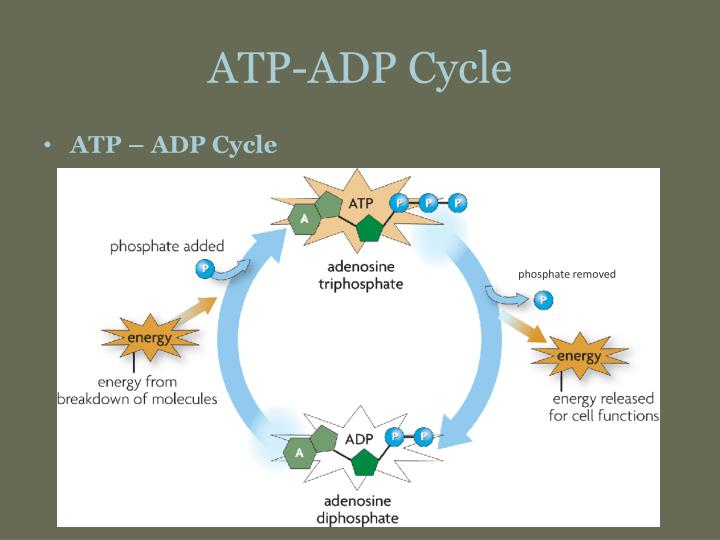 ATP-ADP Cycle
• ATP – ADP Cycle
ATP
P P P
A
phosphate added
P
adenosine
triphosphate
phosphate removed
P
energy
energy
energy from
breakdown of molecules
energy released
for cell functions
ADP
P P
A
adenosine
diphosphate